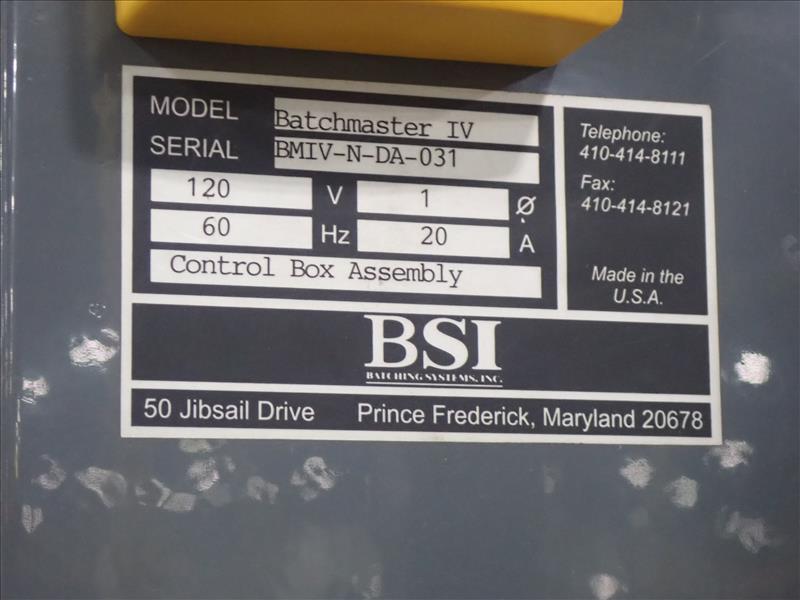 MODEL Batchmaster IV
SERIAL BMIV-N-DA-031
120 V 1 Ø
60 Hz 20 A
Control Box Assembly
Telephone:
410-414-8111
Fax:
410-414-8121
Made in the
U.S.A.
BSI
BATCHING SYSTEMS, INC.
50 Jibsail Drive Prince Frederick, Maryland 20678